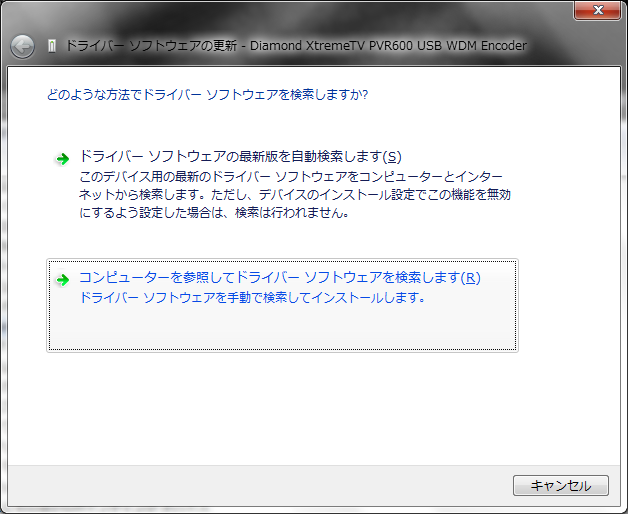 ドライバー ソフトウェアの更新 - Diamond XtremeTV PVR600 USB WDM Encoder
どのような方法でドライバー ソフトウェアを検索しますか?
ドライバー ソフトウェアの最新版を自動検索します(S)
このデバイス用の最新のドライバー ソフトウェアをコンピューターとインター
ネットから検索します。ただし、デバイスのインストール設定でこの機能を無効
にするよう設定した場合は、検索は行われません。
コンピューターを参照してドライバー ソフトウェアを検索します(R)
ドライバー ソフトウェアを手動で検索してインストールします。
キャンセル